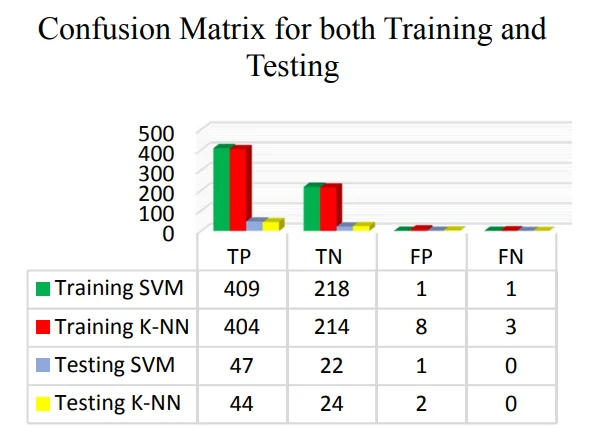 Confusion Matrix for both Training and
Testing
500
400
300
200
100
0
TP TN FP FN
Training SVM 409 218 1 1
Training K-NN 404 214 8 3
Testing SVM 47 22 1 0
Testing K-NN 44 24 2 0